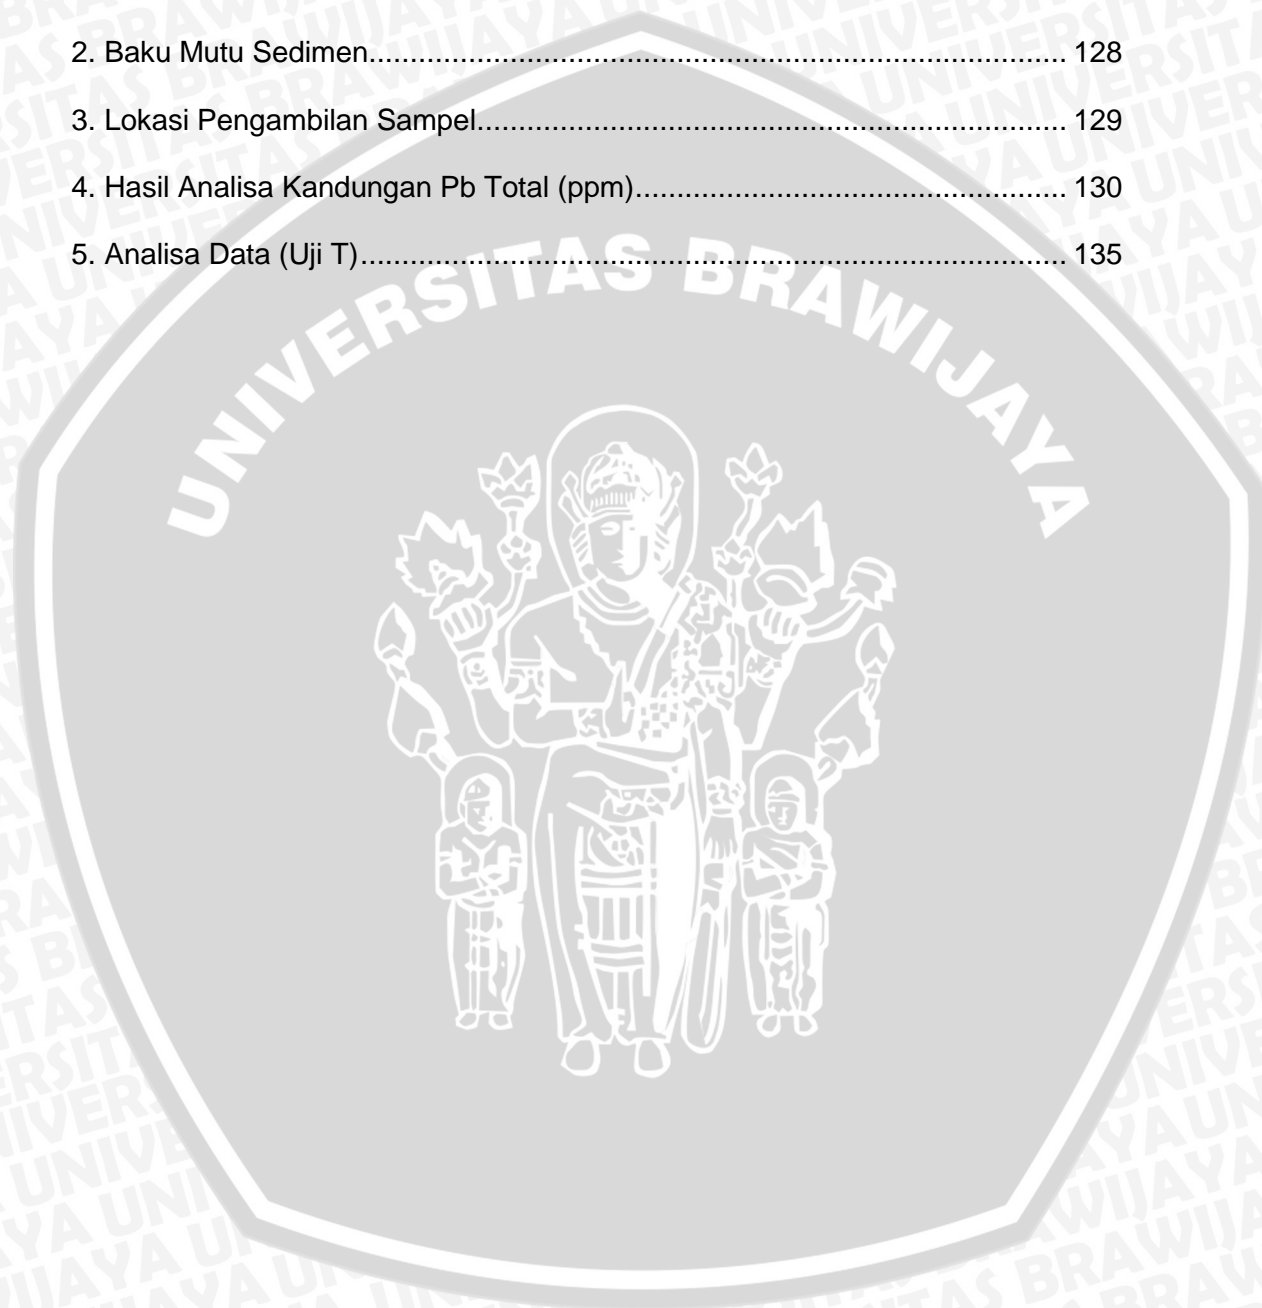 2. Baku Mutu Sedimen..................................................................................... 128
3. Lokasi Pengambilan Sampel........................................................................ 129
4. Hasil Analisa Kandungan Pb Total (ppm)..................................................... 130
5. Analisa Data (Uji T)...................................................................................... 135
UNIVERSITAS BRAWIJAYA